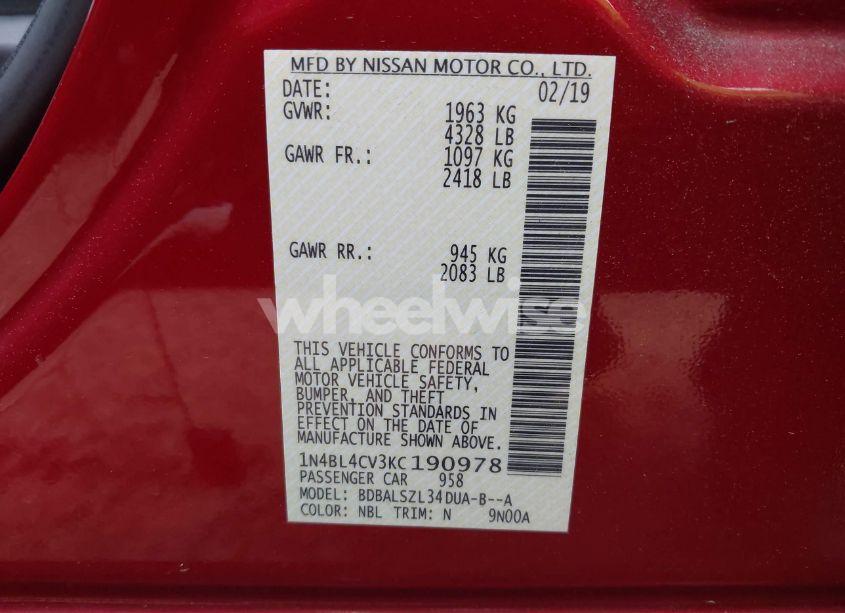 MFD BY NISSAN MOTOR CO., LTD.
DATE: 02/19
GVWR: 1963 KG
4328 LB
GAWR FR.: 1097 KG
2418 LB
GAWR RR.: 945 KG
2083 LB
wheelwise
THIS VEHICLE CONFORMS TO
ALL APPLICABLE FEDERAL
MOTOR VEHICLE SAFETY,
BUMPER, AND THEFT
PREVENTION STANDARDS IN
EFFECT ON THE DATE OF
MANUFACTURE SHOWN ABOVE.
1N4BL4CV3KC190978
PASSENGER CAR 958
MODEL: BDBALSZL34DUA-B--A
COLOR: NBL TRIM: N 9N00A